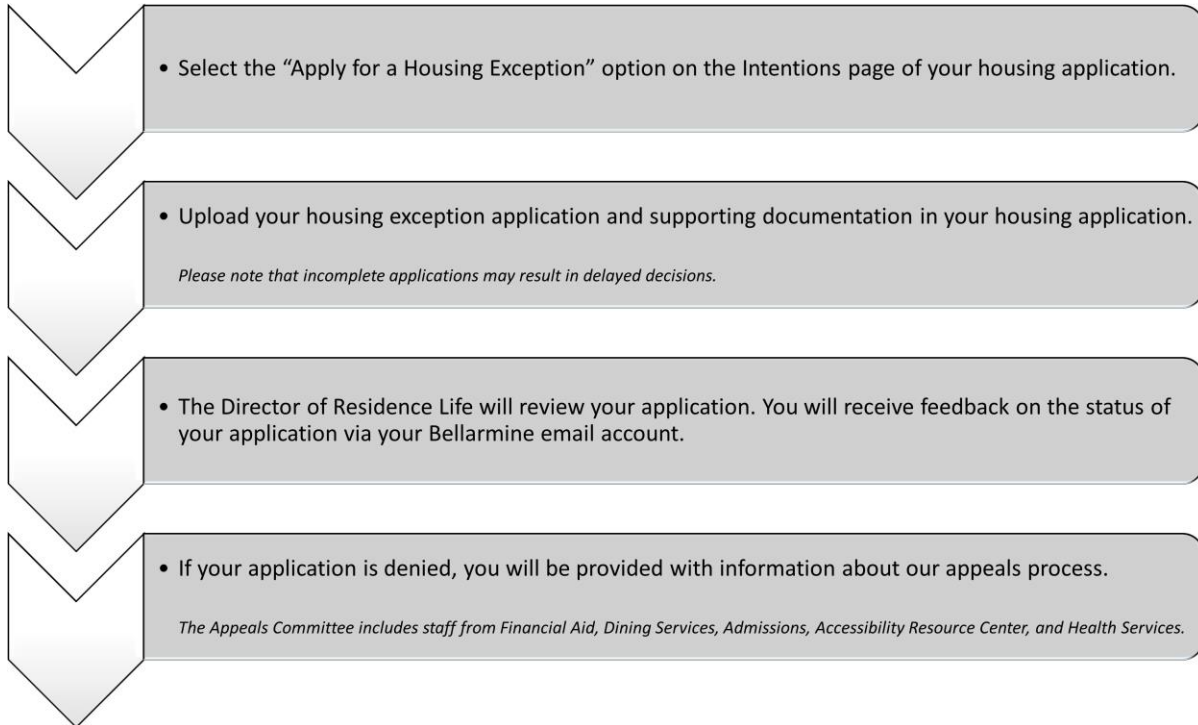 • Select the “Apply for a Housing Exception” option on the Intentions page of your housing application.
• Upload your housing exception application and supporting documentation in your housing application.
Please note that incomplete applications may result in delayed decisions.
• The Director of Residence Life will review your application. You will receive feedback on the status of
your application via your Bellarmine email account.
• If your application is denied, you will be provided with information about our appeals process.
The Appeals Committee includes staff from Financial Aid, Dining Services, Admissions, Accessibility Resource Center, and Health Services.